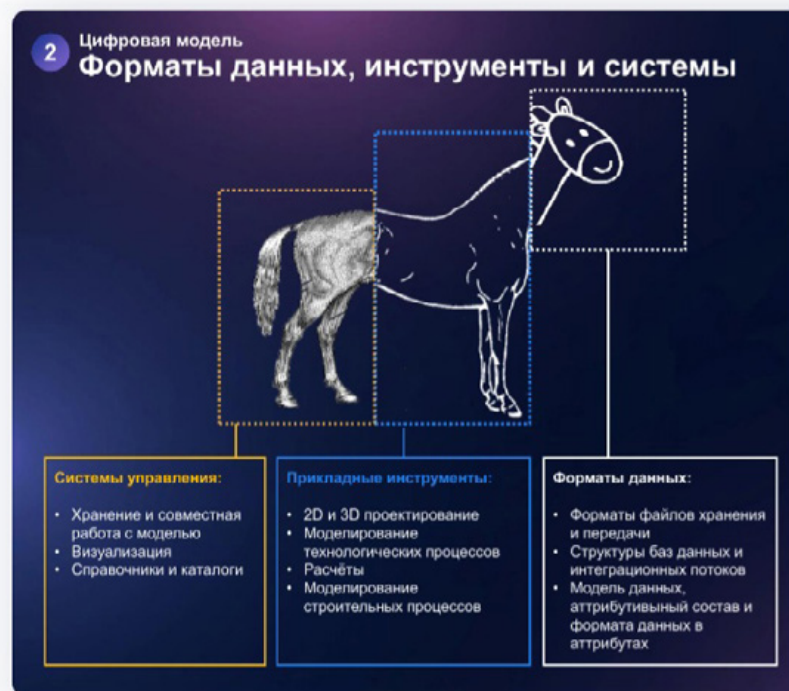 2
Цифровая модель
Форматы данных, инструменты и системы
Системы управления:
• Хранение и совместная
работа с моделью
• Визуализация
• Справочники и каталоги
Прикладные инструменты:
• 2D и 3D проектирование
• Моделирование
технологических процессов
• Расчёты
• Моделирование
строительных процессов
Форматы данных:
• Форматы файлов хранения
и передачи
• Структуры баз данных и
интеграционных потоков
• Модель данных,
аттрибутивыный состав и
формата данных в
аттрибутах